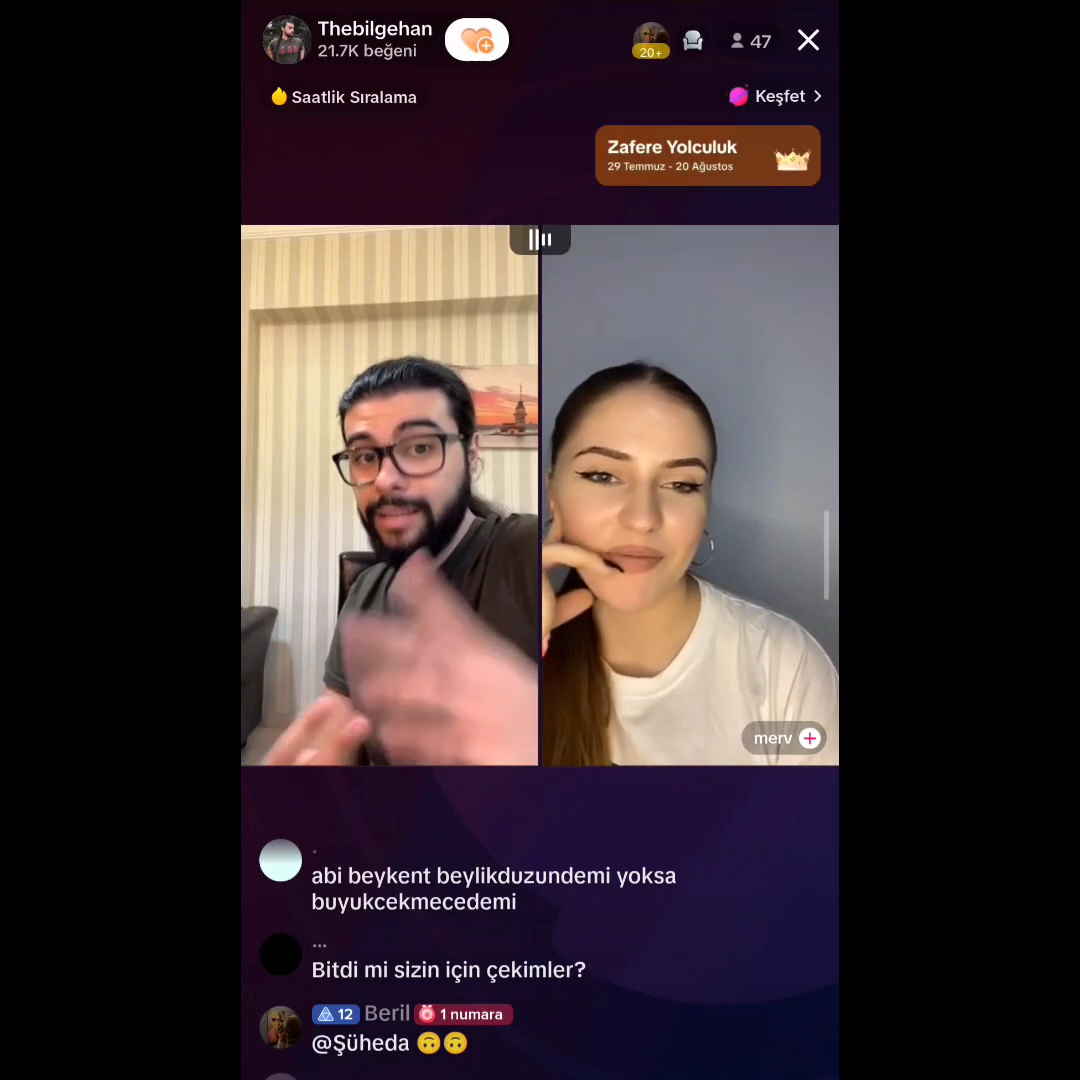 Thebilgehan
21.7K beğeni
20+
47
Saatlik Sıralama
Keşfet
Zafere Yolculuk
29 Temmuz - 20 Ağustos
merv
.
abi beykent beylikduzundemi yoksa
buyukcekmecedemi
...
Bitdi mi sizin için çekimler?
12 Beril 1 numara
@Şüheda 🙃🙃